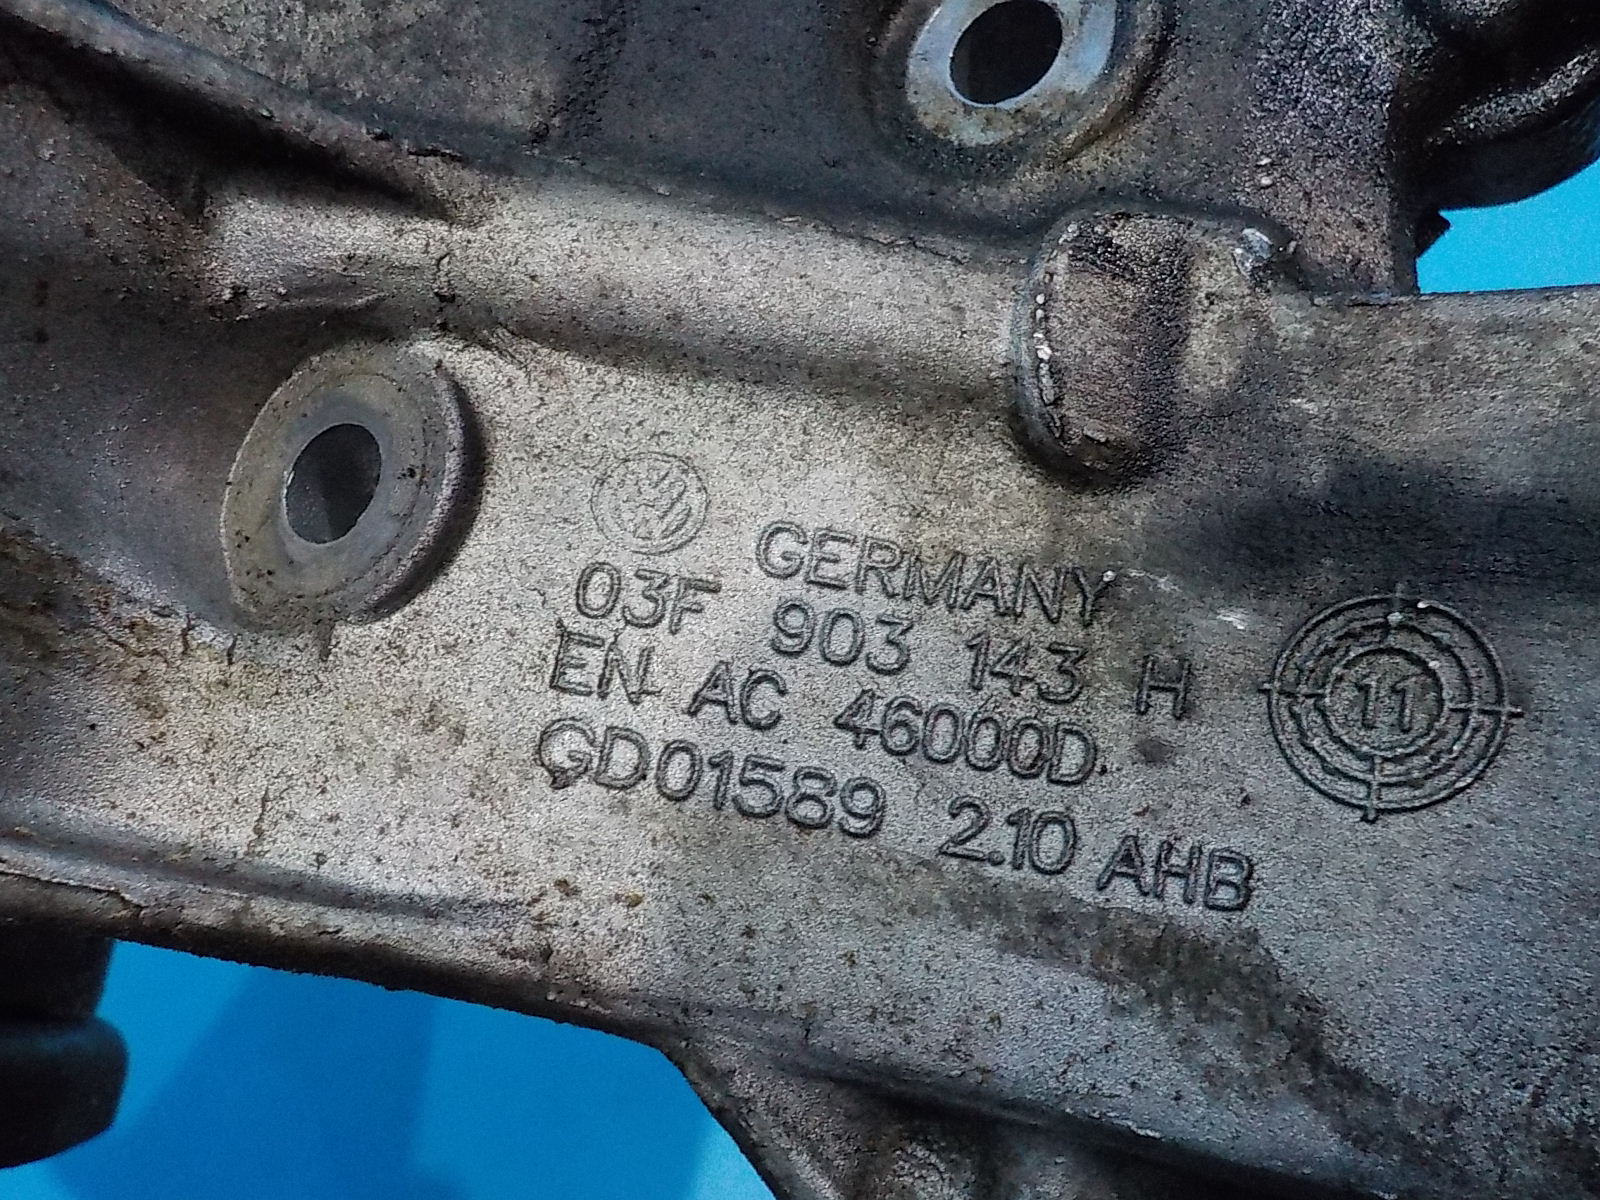 GERMANY
03F 903 143 H
EN AC 46000D
GD01589 2.10 AHB
11